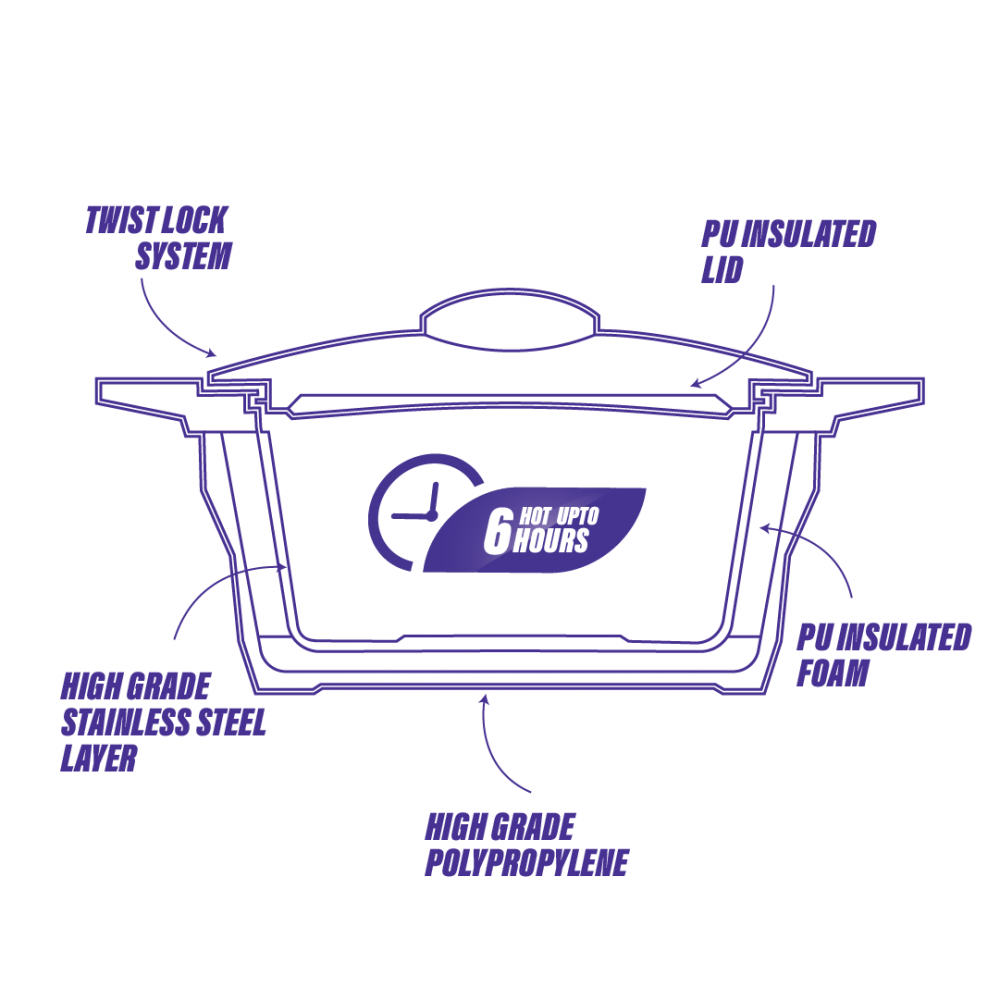 TWIST LOCK
SYSTEM
PU INSULATED
LID
6 HOT UPTO
HOURS
PU INSULATED
FOAM
HIGH GRADE
STAINLESS STEEL
LAYER
HIGH GRADE
POLYPROPYLENE